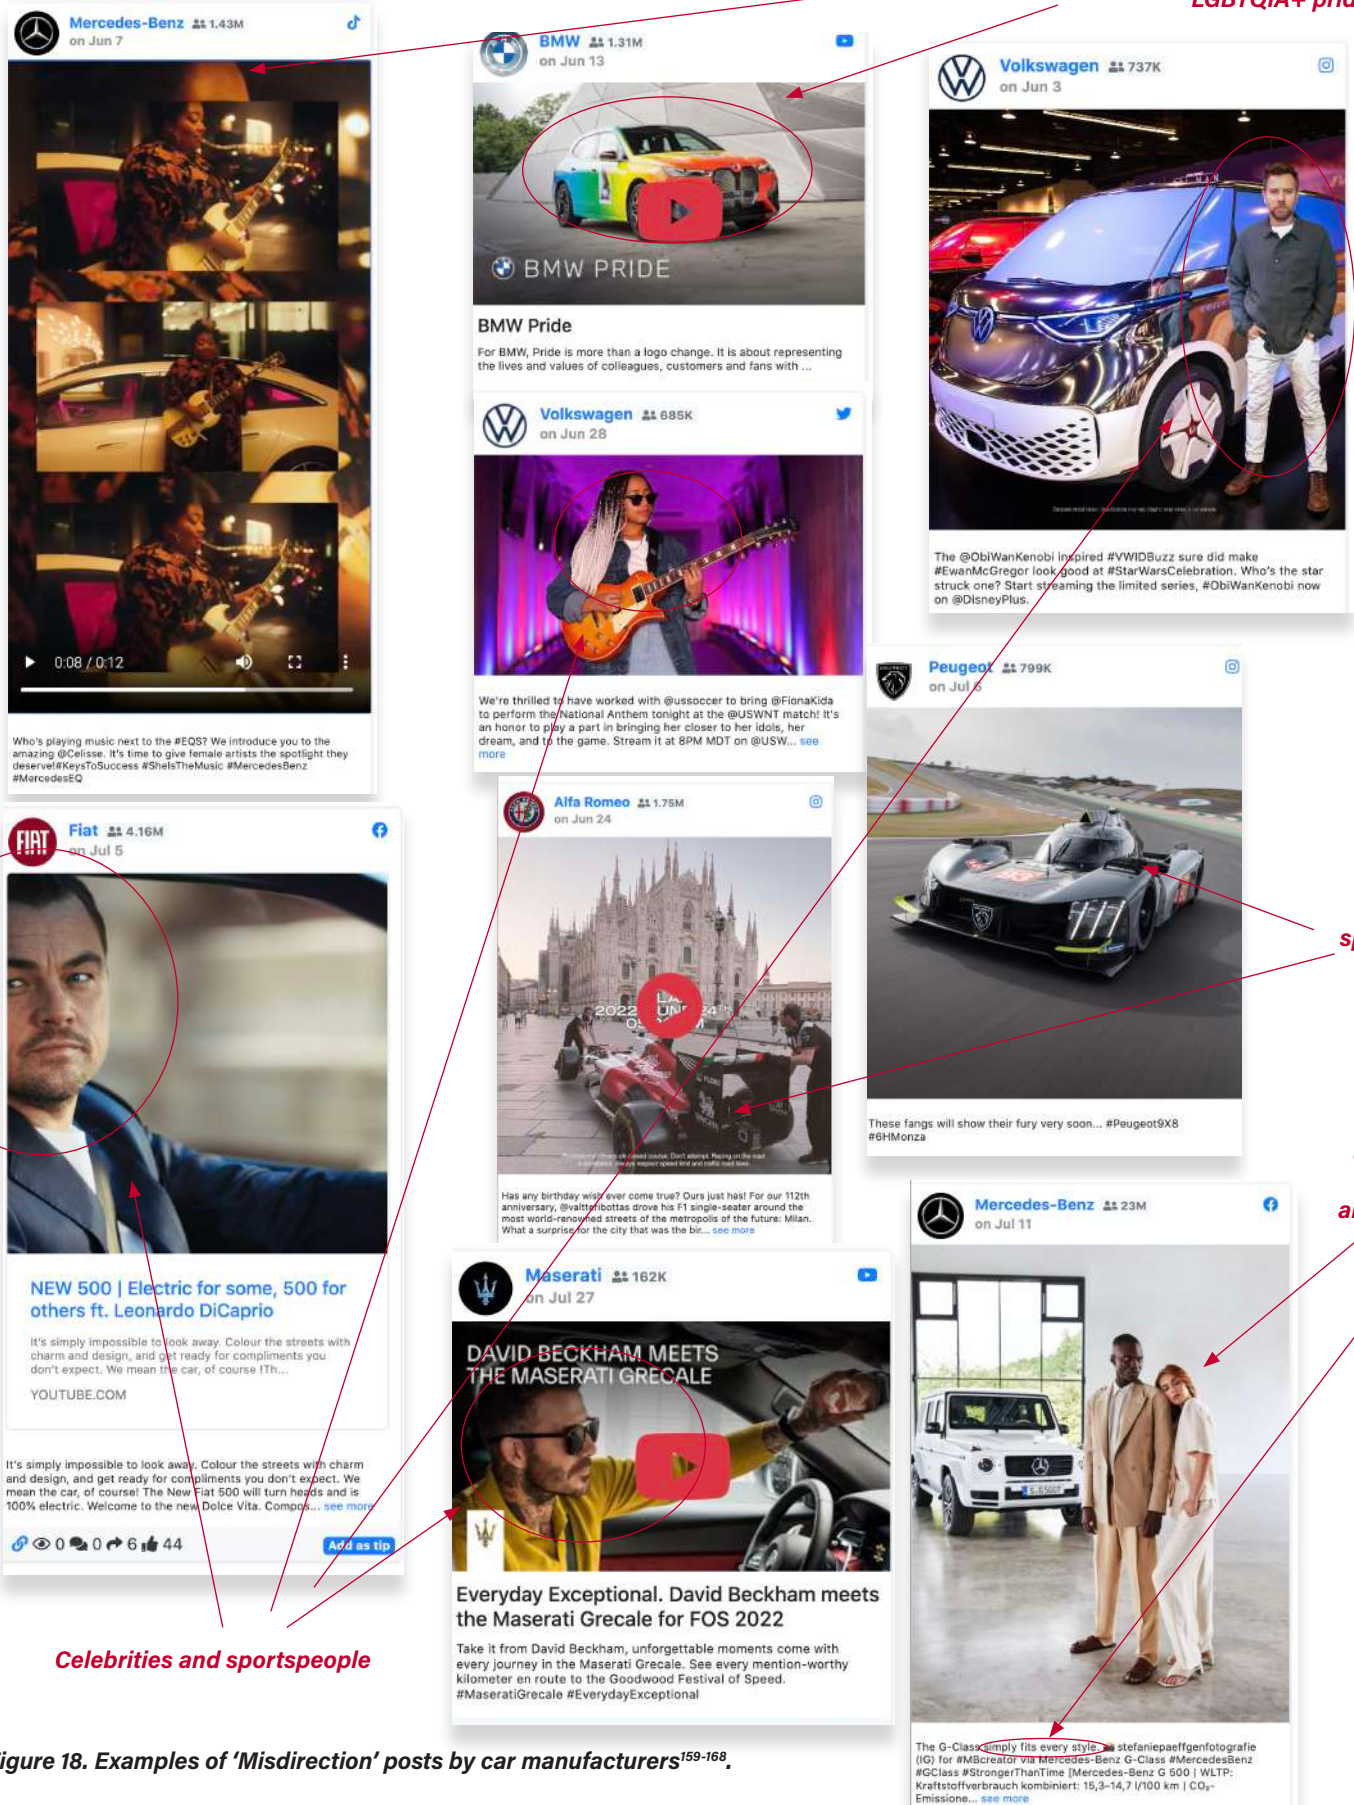 LGBTQIA+ prid
Mercedes-Benz 1.43M
on Jun 7
0:08 / 0:12
Who's playing music next to the #EQS? We introduce you to the
amazing @Celisse. It's time to give female artists the spotlight they
deserve!#KeysToSuccess #SheIsTheMusic #MercedesBenz
#MercedesEQ
BMW 1.31M
on Jun 13
BMW PRIDE
BMW Pride
For BMW, Pride is more than a logo change. It is about representing
the lives and values of colleagues, customers and fans with ...
Volkswagen 737K
on Jun 3
The @ObiWanKenobi inspired #VWIDBuzz sure did make
#EwanMcGregor look good at #StarWarsCelebration. Who's the star
struck one? Start streaming the limited series, #ObiWanKenobi now
on @DisneyPlus.
Volkswagen 685K
on Jun 28
We're thrilled to have worked with @ussoccer to bring @FionaKida
to perform the National Anthem tonight at the @USWNT match! It's
an honor to play a part in bringing her closer to her idols, her
dream, and to the game. Stream it at 8PM MDT on @USW... see
more
Peugeot 799K
on Jul 6
93
These fangs will show their fury very soon... #Peugeot9X8
#6HMonza
sp
FIAT
Fiat 4.16M
on Jul 5
NEW 500 | Electric for some, 500 for
others ft. Leonardo DiCaprio
It's simply impossible to look away. Colour the streets with
charm and design, and get ready for compliments you
don't expect. We mean the car, of course !Th...
YOUTUBE.COM
It's simply impossible to look away. Colour the streets with charm
and design, and get ready for compliments you don't expect. We
mean the car, of course! The New Fiat 500 will turn heads and is
100% electric. Welcome to the new Dolce Vita. Compos... see more
0 0 6 44
Add as tip
Alfa Romeo 1.75M
on Jun 24
2022
Has any birthday wish ever come true? Ours just has! For our 112th
anniversary, @valtteribottas drove his F1 single-seater around the
most world-renowned streets of the metropolis of the future: Milan.
What a surprise for the city that was the bir... see more
Maserati 162K
on Jul 27
DAVID BECKHAM MEETS
THE MASERATI GRECALE
Everyday Exceptional. David Beckham meets
the Maserati Grecale for FOS 2022
Take it from David Beckham, unforgettable moments come with
every journey in the Maserati Grecale. See every mention-worthy
kilometer en route to the Goodwood Festival of Speed.
#MaseratiGrecale #EverydayExceptional
Mercedes-Benz 23M
on Jul 11
The G-Class simply fits every style. stefaniepaeffgenfotografie
(IG) for #MBcreator via Mercedes-Benz G-Class #MercedesBenz
#GClass #StrongerThanTime [Mercedes-Benz G 500 | WLTP:
Kraftstoffverbrauch kombiniert: 15,3–14,7 l/100 km | CO₂-
Emissione... see more
Celebrities and sportspeople
igure 18. Examples of ‘Misdirection’ posts by car manufacturers159-168.